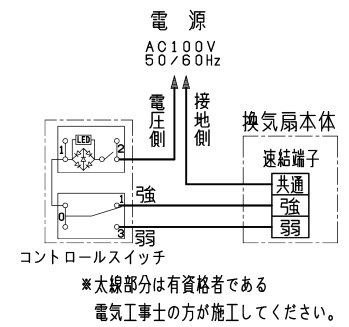 電 源
AC100V
50/60Hz
電圧側
接地側
換気扇本体
速結端子
共通
強
弱
LED
1
2
強
1
0
3
弱
コントロールスイッチ
※太線部分は有資格者である
電気工事士の方が施工してください。